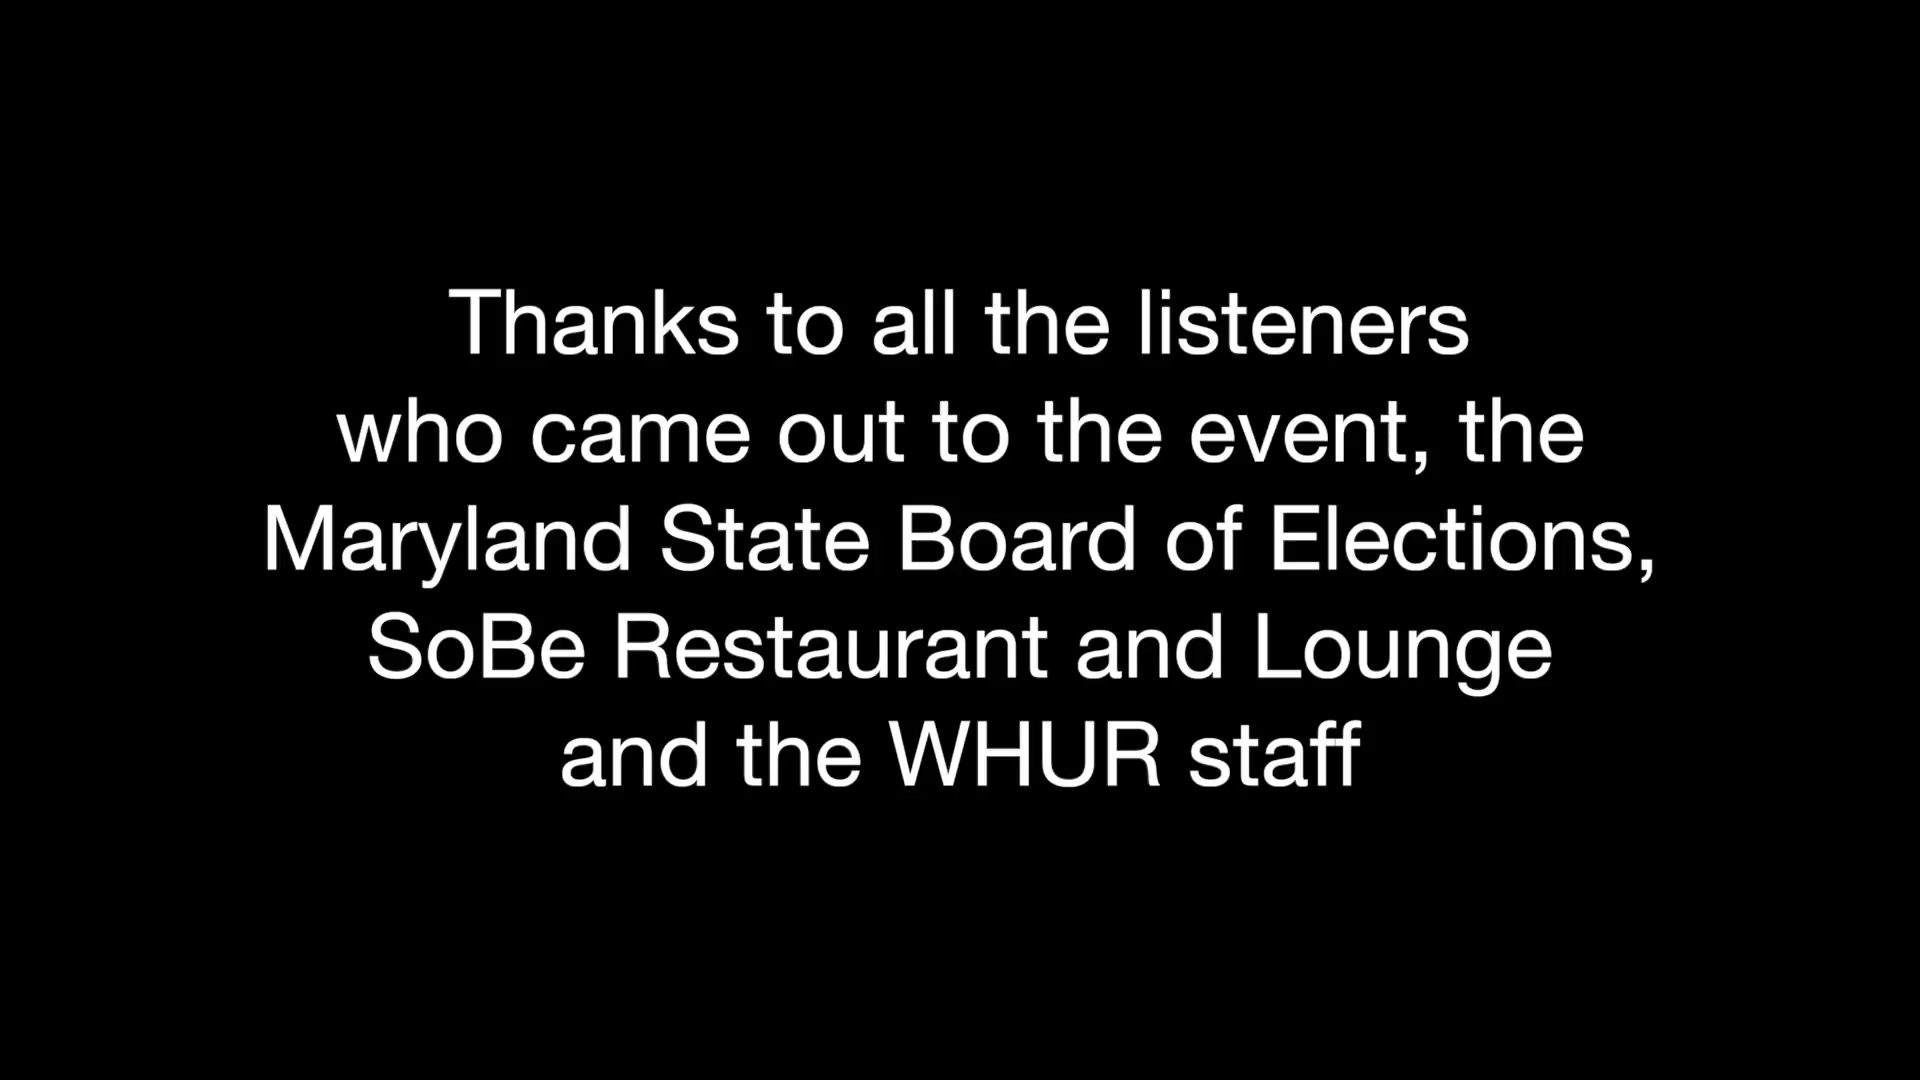 Thanks to all the listeners
who came out to the event, the
Maryland State Board of Elections,
SoBe Restaurant and Lounge
and the WHUR staff